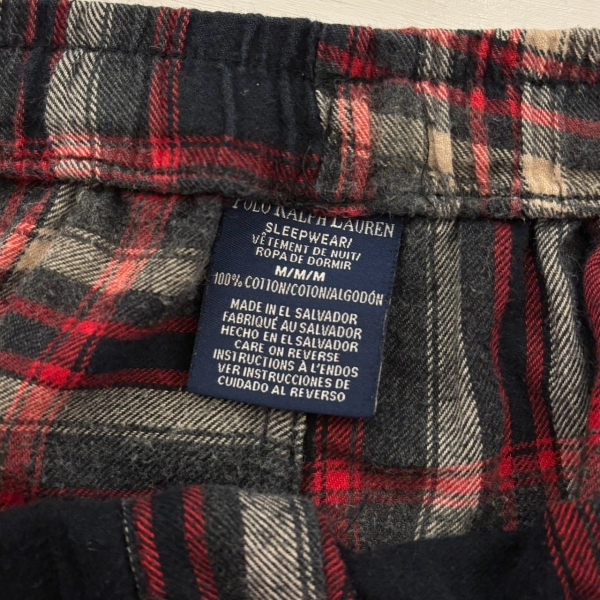 POLO RALPH LAUREN
SLEEPWEAR/
VÊTEMENT DE NUIT/
ROPA DE DORMIR
M/M/M
100% COTTON/COTON/ALGODÓN
MADE IN EL SALVADOR
FABRIQUÉ AU SALVADOR
HECHO EN EL SALVADOR
CARE ON REVERSE
INSTRUCTIONS À L'ENDOS
VER INSTRUCCIONES DE
CUIDADO AL REVERSO